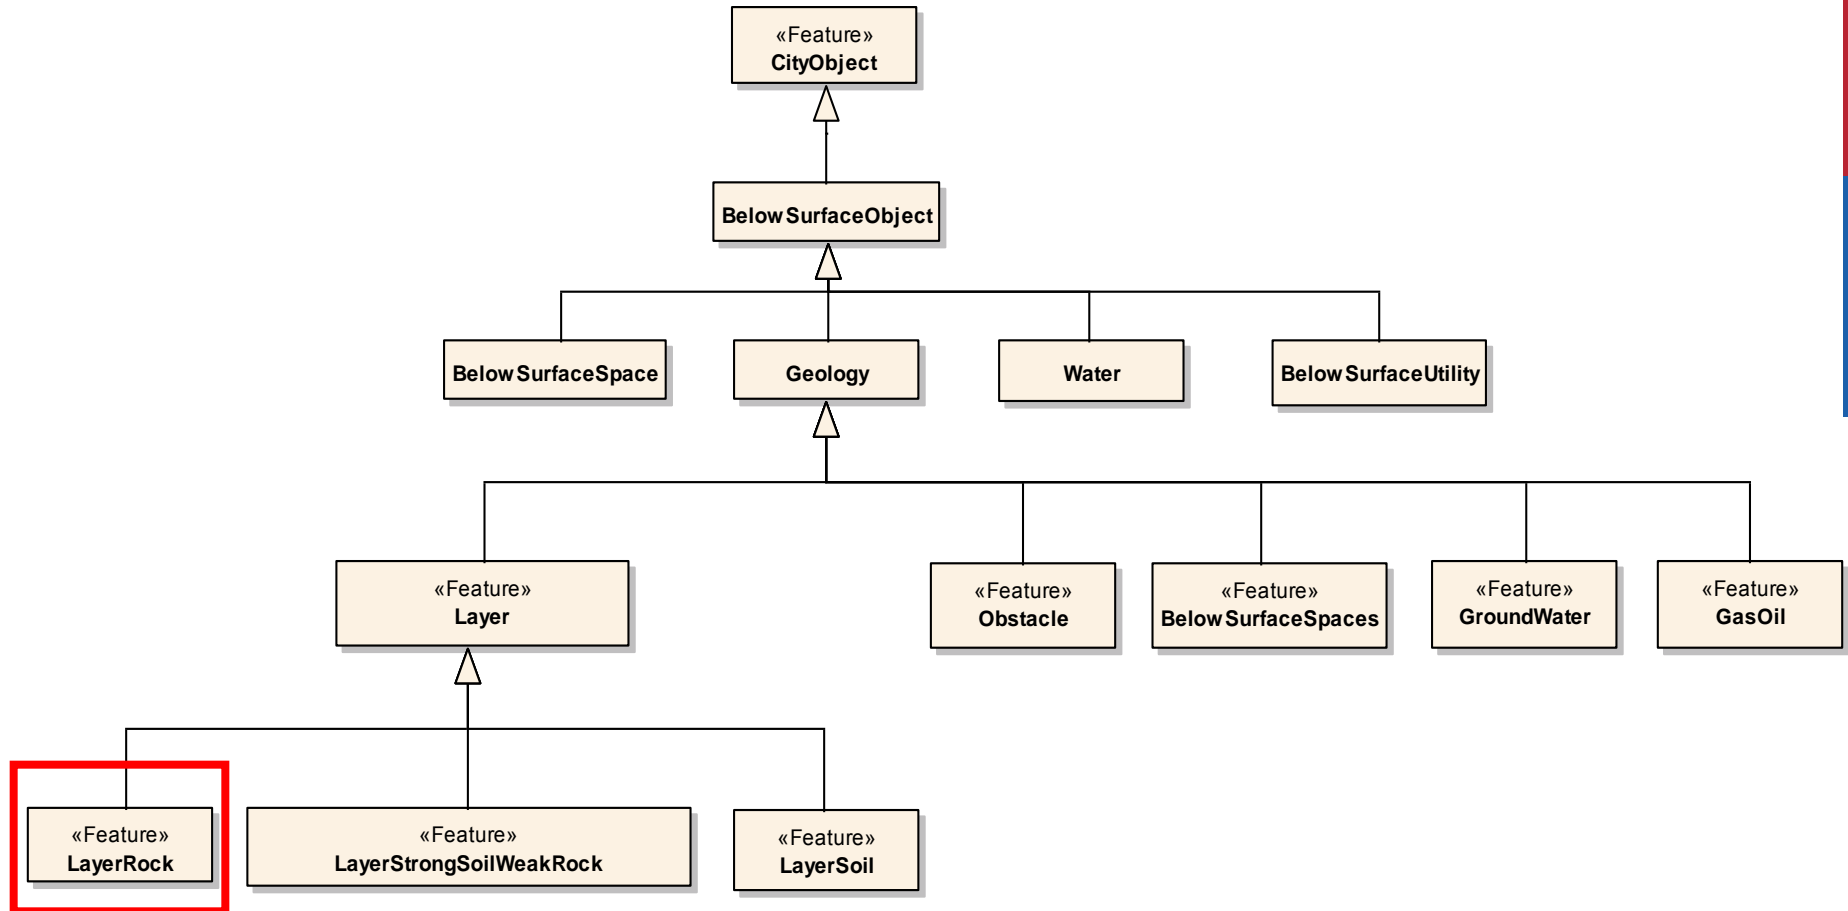 «Feature»
CityObject
BelowSurfaceObject
BelowSurfaceSpace
Geology
Water
BelowSurfaceUtility
«Feature»
Layer
«Feature»
Obstacle
«Feature»
BelowSurfaceSpaces
«Feature»
GroundWater
«Feature»
GasOil
«Feature»
LayerRock
«Feature»
LayerStrongSoilWeakRock
«Feature»
LayerSoil